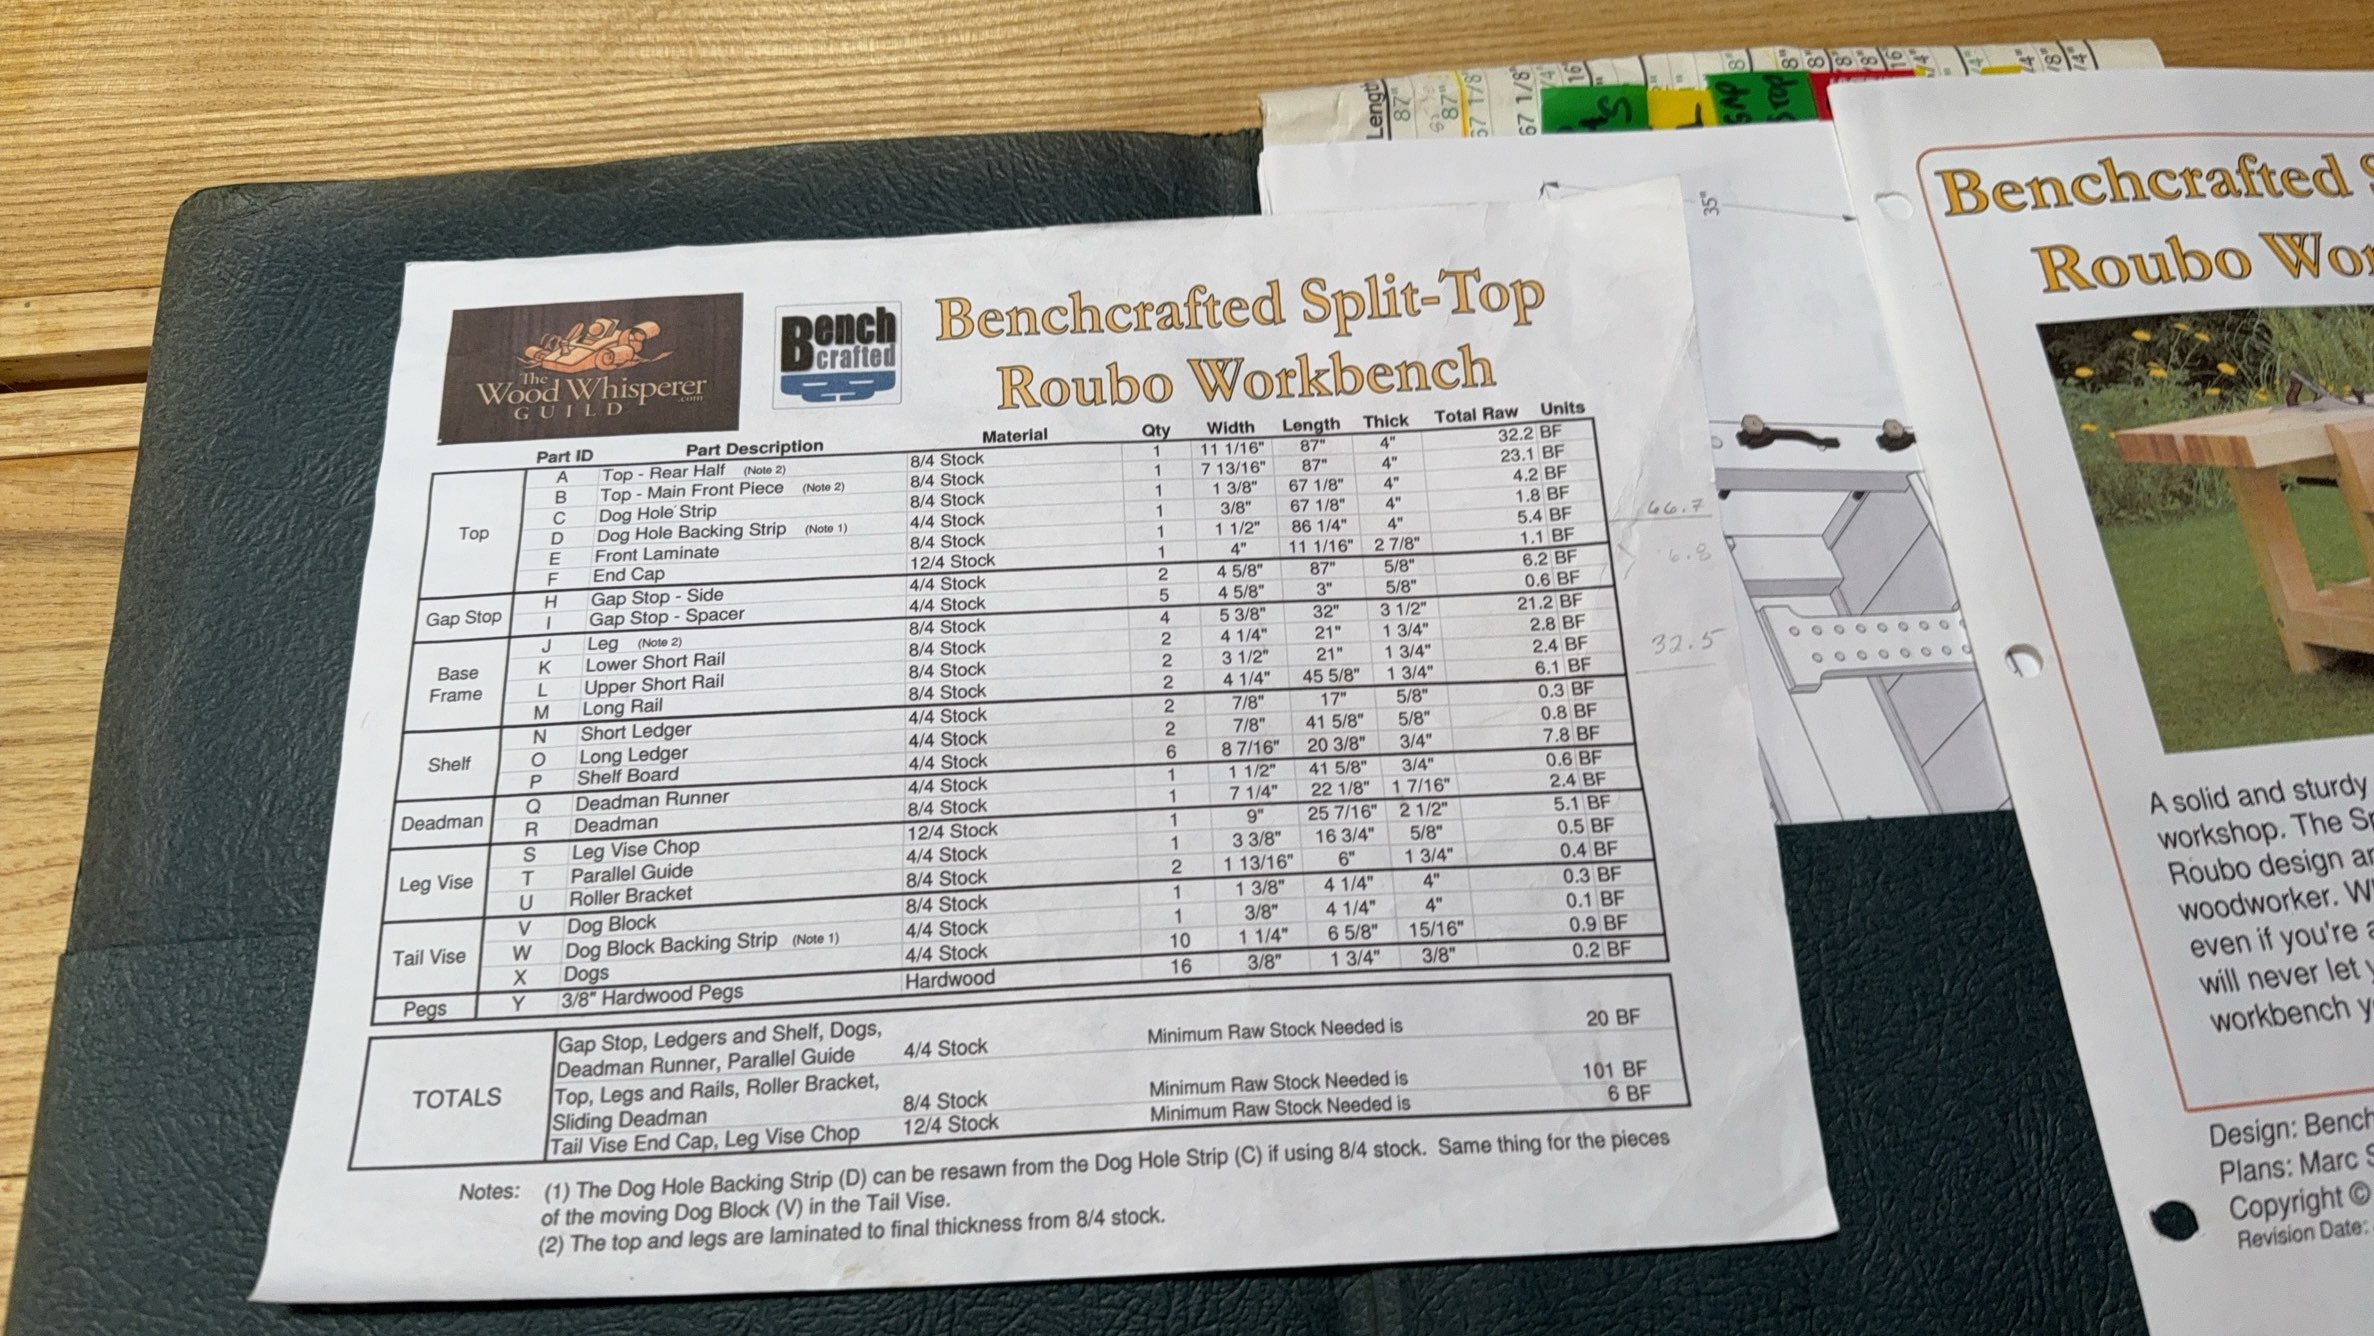 The
Wood Whisperer
.com
GUILD
Bench
crafted
Benchcrafted Split-Top
Roubo Workbench
Part ID Part Description Material Qty Width Length Thick Total Raw Units
Top
A Top - Rear Half (Note 2) 8/4 Stock 1 11 1/16" 87" 4" 32.2 BF
B Top - Main Front Piece (Note 2) 8/4 Stock 1 7 13/16" 87" 4" 23.1 BF
C Dog Hole Strip 8/4 Stock 1 1 3/8" 67 1/8" 4" 4.2 BF
D Dog Hole Backing Strip (Note 1) 4/4 Stock 1 3/8" 67 1/8" 4" 1.8 BF
E Front Laminate 8/4 Stock 1 1 1/2" 86 1/4" 4" 5.4 BF
F End Cap 12/4 Stock 1 4" 11 1/16" 2 7/8" 1.1 BF
Gap Stop
H Gap Stop - Side 4/4 Stock 2 4 5/8" 87" 5/8" 6.2 BF
I Gap Stop - Spacer 4/4 Stock 5 4 5/8" 3" 5/8" 0.6 BF
Base
Frame
J Leg (Note 2) 8/4 Stock 4 5 3/8" 32" 3 1/2" 21.2 BF
K Lower Short Rail 8/4 Stock 2 4 1/4" 21" 1 3/4" 2.8 BF
L Upper Short Rail 8/4 Stock 2 3 1/2" 21" 1 3/4" 2.4 BF
M Long Rail 8/4 Stock 2 4 1/4" 45 5/8" 1 3/4" 6.1 BF
Shelf
N Short Ledger 4/4 Stock 2 7/8" 17" 5/8" 0.3 BF
O Long Ledger 4/4 Stock 2 7/8" 41 5/8" 5/8" 0.8 BF
P Shelf Board 4/4 Stock 6 8 7/16" 20 3/8" 3/4" 7.8 BF
Deadman
Q Deadman Runner 4/4 Stock 1 1 1/2" 41 5/8" 3/4" 0.6 BF
R Deadman 8/4 Stock 1 7 1/4" 22 1/8" 1 7/16" 2.4 BF
Leg Vise
S Leg Vise Chop 12/4 Stock 1 9" 25 7/16" 2 1/2" 5.1 BF
T Parallel Guide 4/4 Stock 1 3 3/8" 16 3/4" 5/8" 0.5 BF
U Roller Bracket 8/4 Stock 2 1 13/16" 6" 1 3/4" 0.4 BF
Tail Vise
V Dog Block 8/4 Stock 1 1 3/8" 4 1/4" 4" 0.3 BF
W Dog Block Backing Strip (Note 1) 4/4 Stock 1 3/8" 4 1/4" 4" 0.1 BF
X Dogs 4/4 Stock 10 1 1/4" 6 5/8" 15/16" 0.9 BF
Pegs
Y 3/8" Hardwood Pegs Hardwood 16 3/8" 1 3/4" 3/8" 0.2 BF
TOTALS
Gap Stop, Ledgers and Shelf, Dogs,
Deadman Runner, Parallel Guide 4/4 Stock Minimum Raw Stock Needed is 20 BF
Top, Legs and Rails, Roller Bracket,
Sliding Deadman 8/4 Stock Minimum Raw Stock Needed is 101 BF
Tail Vise End Cap, Leg Vise Chop 12/4 Stock Minimum Raw Stock Needed is 6 BF
Notes: (1) The Dog Hole Backing Strip (D) can be resawn from the Dog Hole Strip (C) if using 8/4 stock. Same thing for the pieces
of the moving Dog Block (V) in the Tail Vise.
(2) The top and legs are laminated to final thickness from 8/4 stock.
66.7
6.8
32.5
Length
87"
87"
67 1/8"
67 1/8"
STOP
35"
Benchcrafted S
Roubo Wor
A solid and sturdy
workshop. The
Roubo design
woodworker.
even if you're
will never let
workbench
Design: Bench
Plans: Marc
Copyright ©
Revision Date: